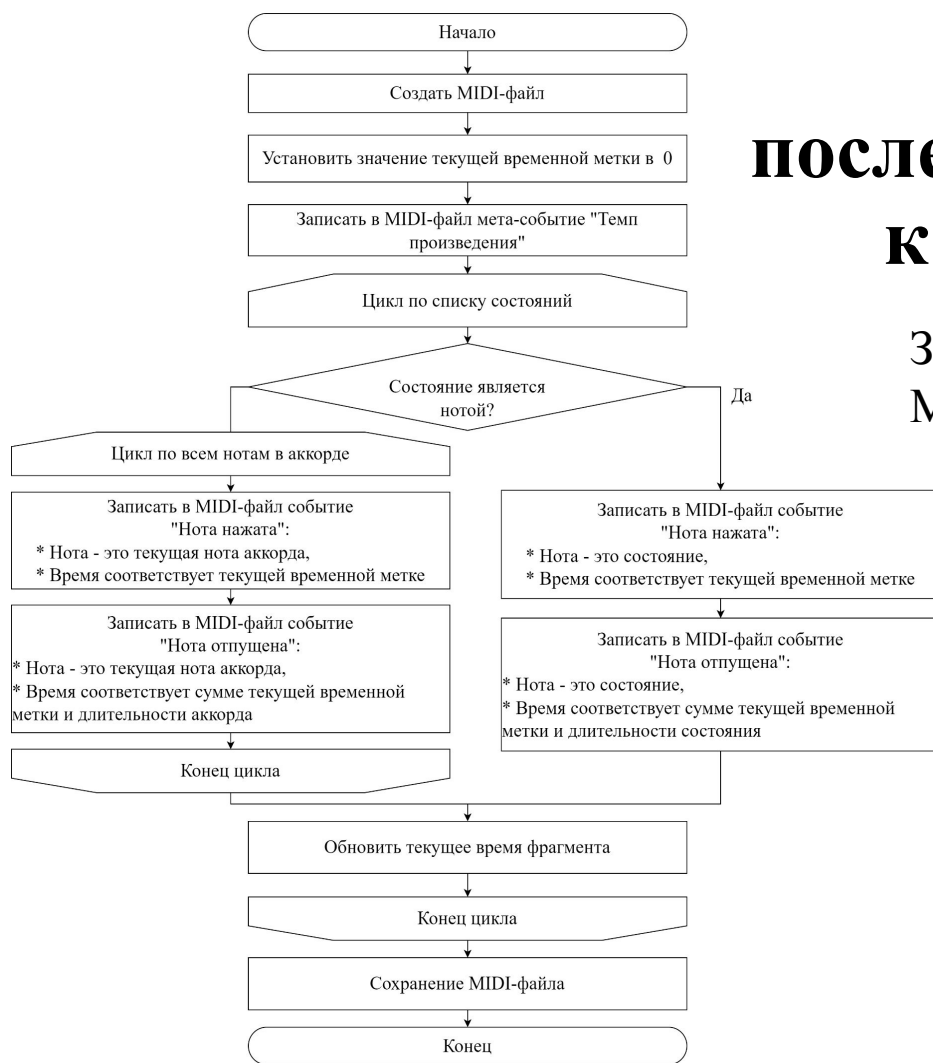 Начало
Создать MIDI-файл
Установить значение текущей временной метки в 0
Записать в MIDI-файл мета-событие "Темп
произведения"
Цикл по списку состояний
Состояние является
нотой?
Да
Цикл по всем нотам в аккорде
Записать в MIDI-файл событие
"Нота нажата":
* Нота - это текущая нота аккорда,
* Время соответствует текущей временной метке
Записать в MIDI-файл событие
"Нота отпущена":
* Нота - это текущая нота аккорда,
* Время соответствует сумме текущей временной
метки и длительности аккорда
Конец цикла
Записать в MIDI-файл событие
"Нота нажата":
* Нота - это состояние,
* Время соответствует текущей временной метке
Записать в MIDI-файл событие
"Нота отпущена":
* Нота - это состояние,
* Время соответствует сумме текущей временной
метки и длительности состояния
Обновить текущее время фрагмента
Конец цикла
Сохранение MIDI-файла
Конец